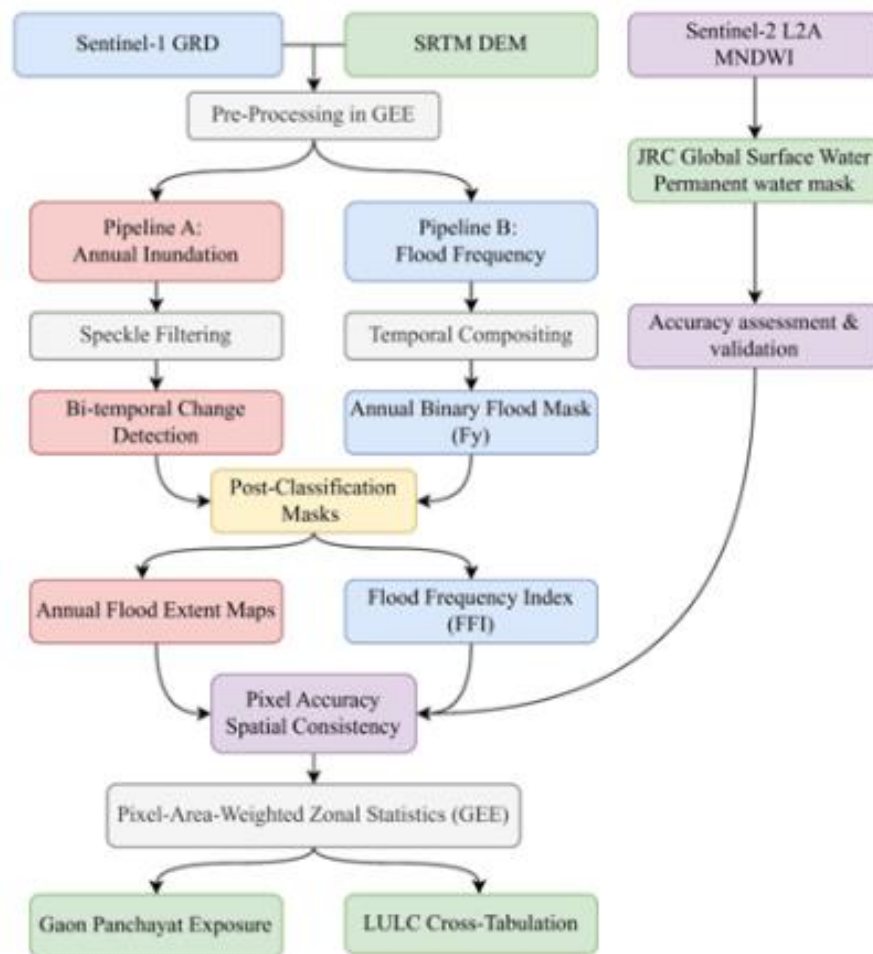 Sentinel-1 GRD
SRTM DEM
Sentinel-2 L2A
MNDWI
Pre-Processing in GEE
JRC Global Surface Water
Permanent water mask
Pipeline A:
Annual Inundation
Pipeline B:
Flood Frequency
Speckle Filtering
Temporal Compositing
Accuracy assessment &
validation
Bi-temporal Change
Detection
Annual Binary Flood Mask
(Fy)
Post-Classification
Masks
Annual Flood Extent Maps
Flood Frequency Index
(FFI)
Pixel Accuracy
Spatial Consistency
Pixel-Area-Weighted Zonal Statistics (GEE)
Gaon Panchayat Exposure
LULC Cross-Tabulation